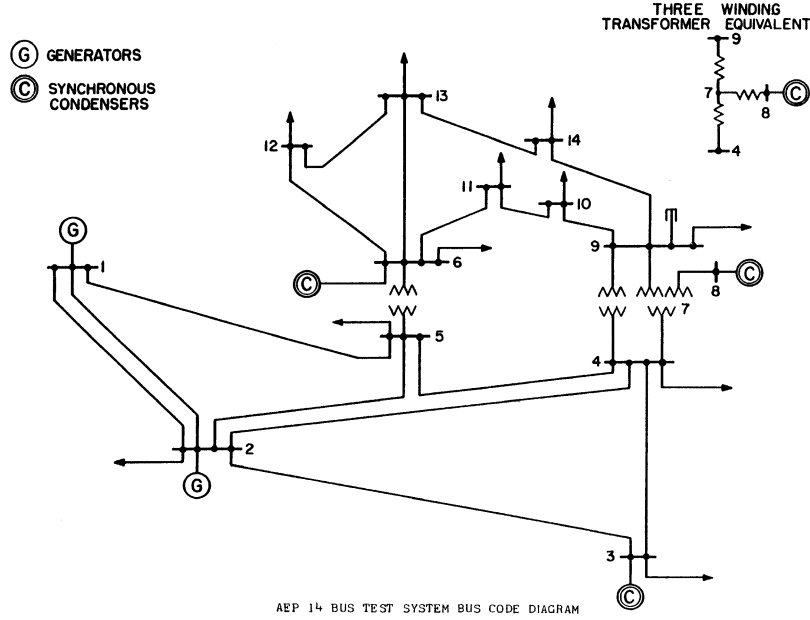 THREE WINDING
TRANSFORMER EQUIVALENT
9
7
C
8
4
G GENERATORS
C SYNCHRONOUS
CONDENSERS
13
12
14
11
10
G
1
9
6
C
C
8
7
5
4
2
G
3
C
AEP 14 BUS TEST SYSTEM BUS CODE DIAGRAM